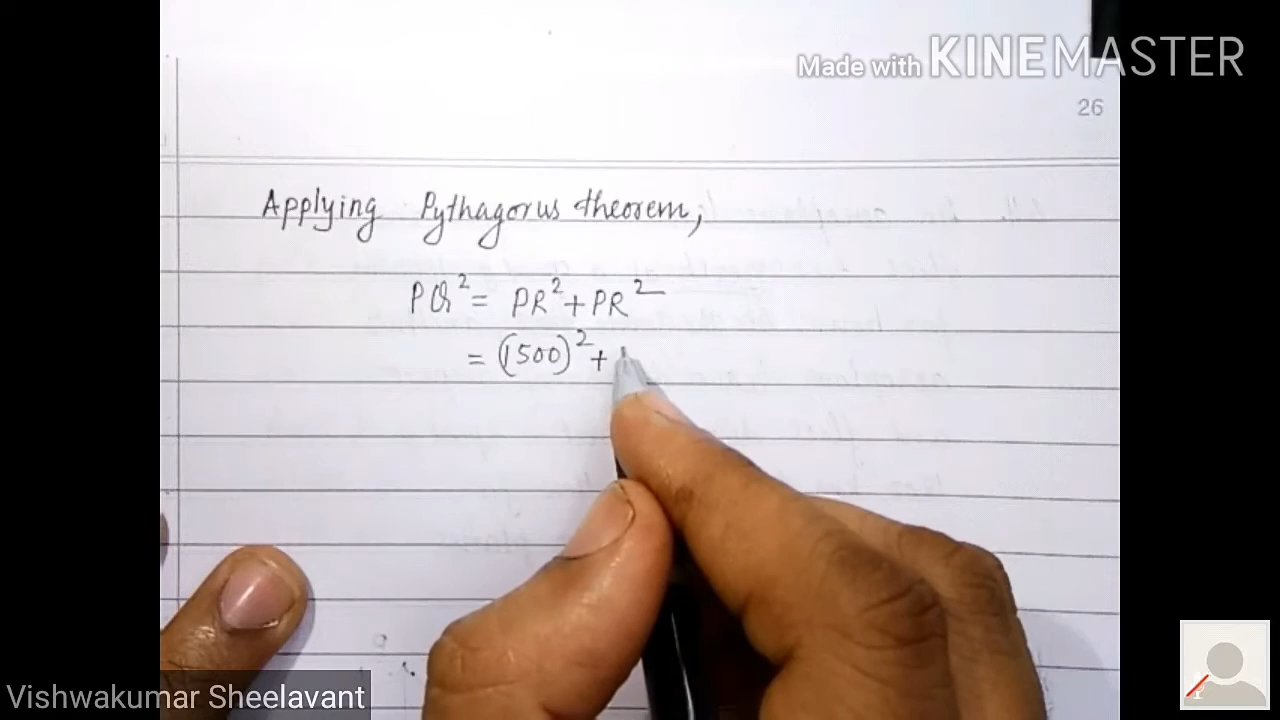 Made with KINEMASTER
26
Applying Pythagorus theorem,
PQ² = PR² + PR²
= (1500)² +
Vishwakumar Sheelavant